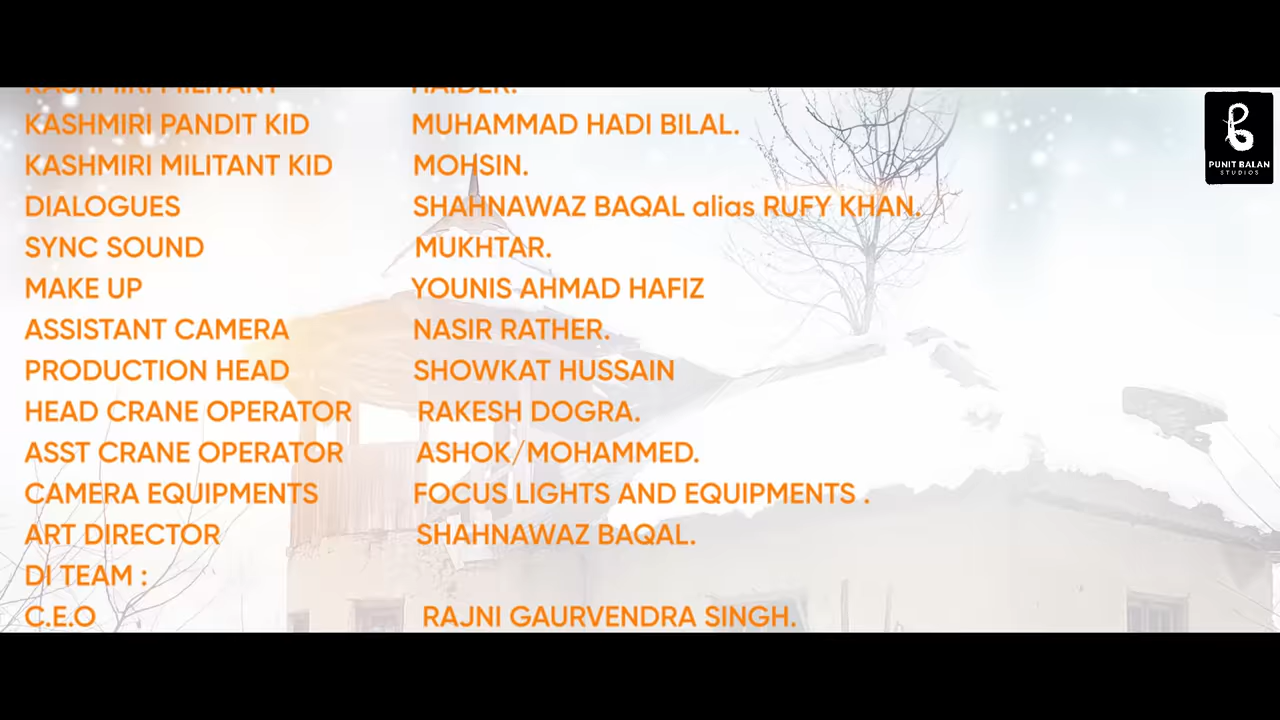 KASHMIRI MILITANT HAIDER.
KASHMIRI PANDIT KID MUHAMMAD HADI BILAL.
KASHMIRI MILITANT KID MOHSIN.
DIALOGUES SHAHNAWAZ BAQAL alias RUFY KHAN.
SYNC SOUND MUKHTAR.
MAKE UP YOUNIS AHMAD HAFIZ
ASSISTANT CAMERA NASIR RATHER.
PRODUCTION HEAD SHOWKAT HUSSAIN
HEAD CRANE OPERATOR RAKESH DOGRA.
ASST CRANE OPERATOR ASHOK/MOHAMMED.
CAMERA EQUIPMENTS FOCUS LIGHTS AND EQUIPMENTS .
ART DIRECTOR SHAHNAWAZ BAQAL.
DI TEAM :
C.E.O RAJNI GAURVENDRA SINGH.
PUNIT BALAN
STUDIOS